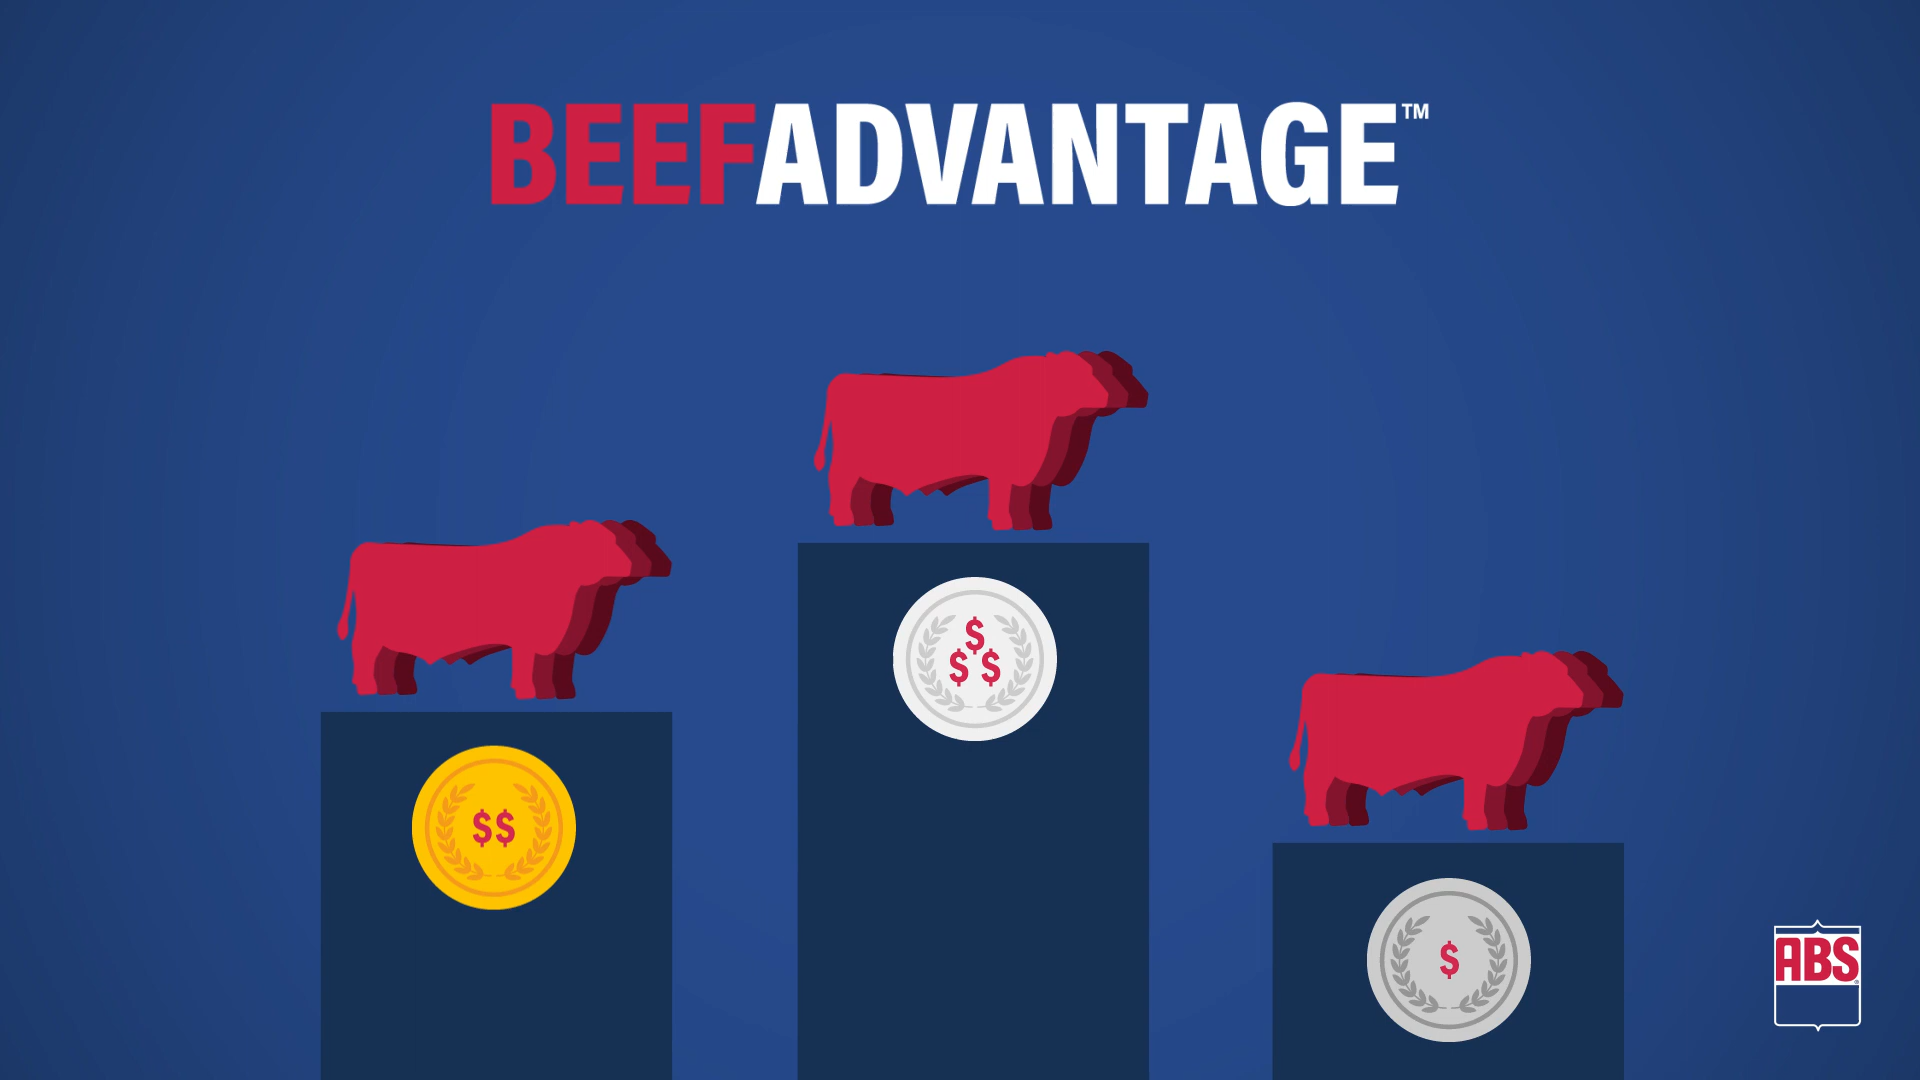 BEEFADVANTAGE™
$
$ $
$$
$
ABS